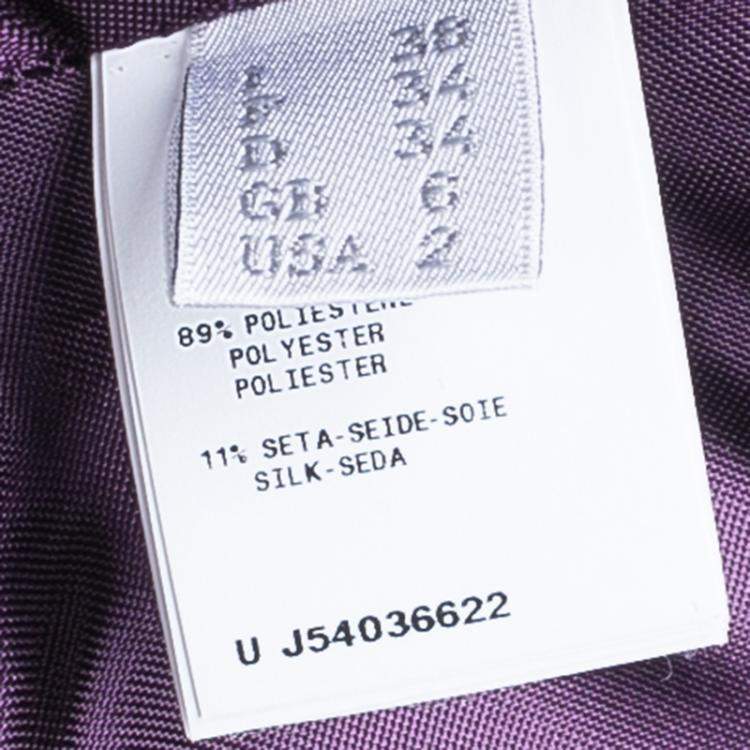 38
F 34
D 34
GB 6
USA 2
89% POLIESTERE
POLYESTER
POLIESTER
11% SETA-SEIDE-SOIE
SILK-SEDA
U J54036622